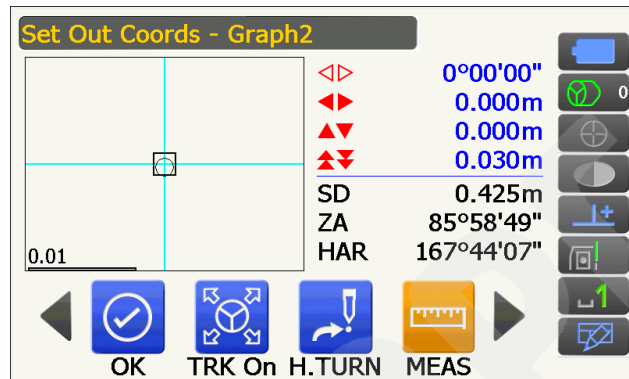 Set Out Coords - Graph2
0°00'00"
0.000m
0.000m
0.030m
SD 0.425m
ZA 85°58'49"
HAR 167°44'07"
0.01
OK TRK On H.TURN MEAS
0
1